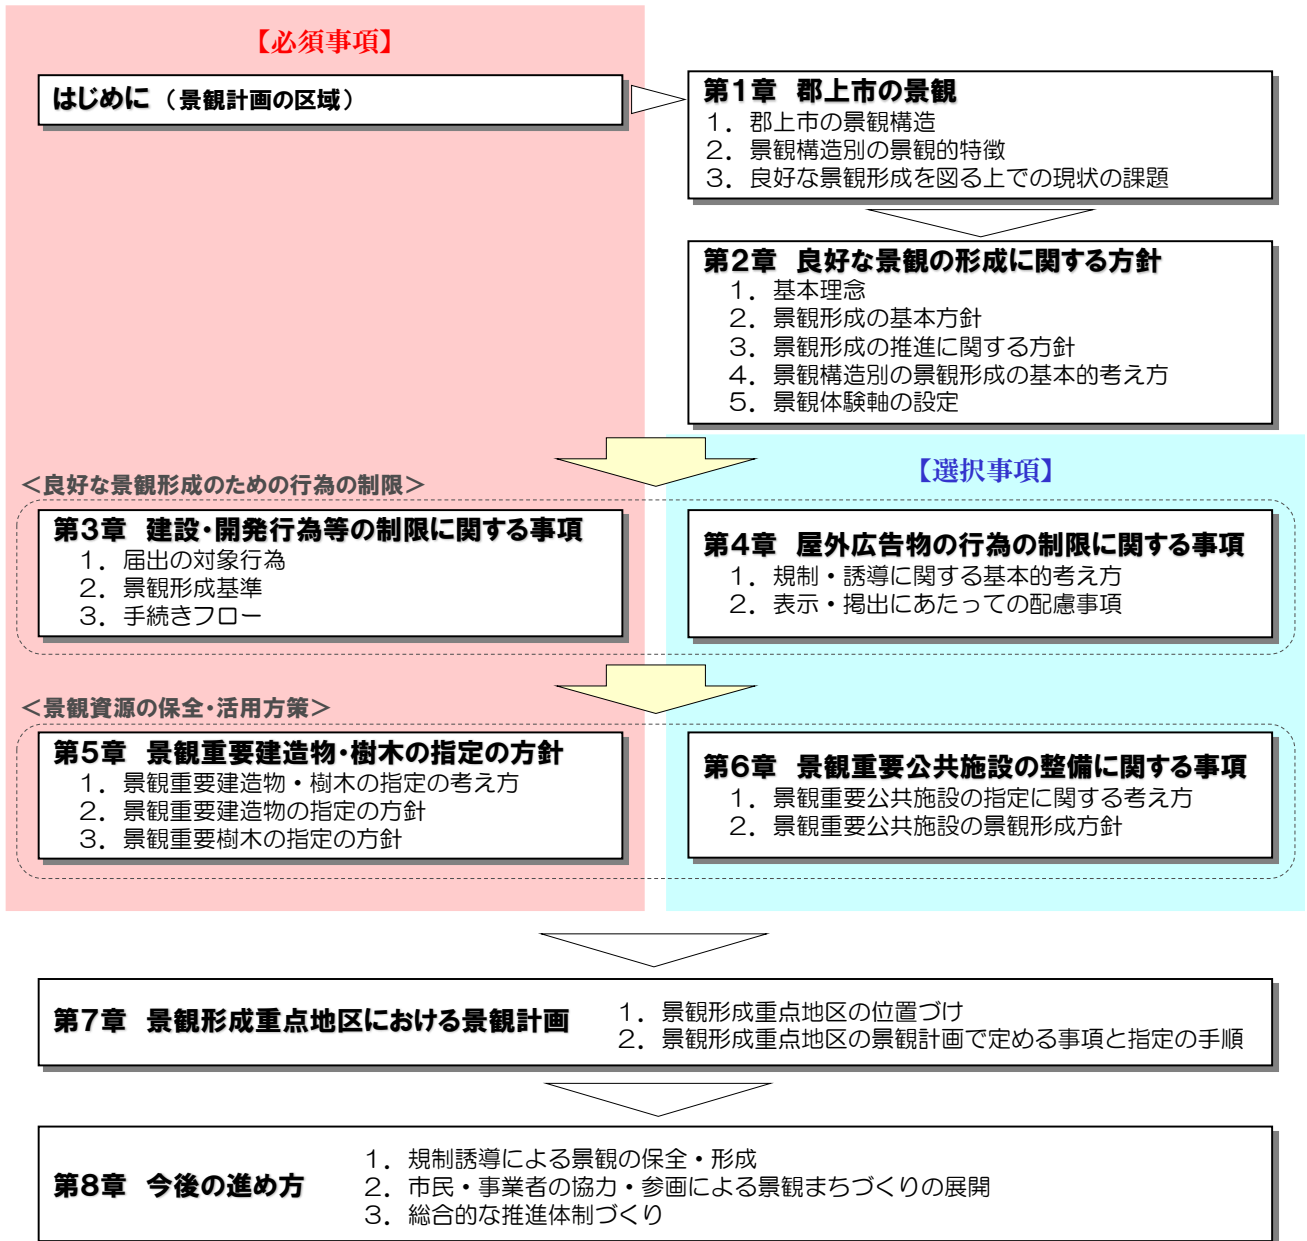 【必須事項】
はじめに（景観計画の区域）
第1章 郡上市の景観
1．郡上市の景観構造
2．景観構造別の景観的特徴
3．良好な景観形成を図る上での現状の課題
第2章 良好な景観の形成に関する方針
1．基本理念
2．景観形成の基本方針
3．景観形成の推進に関する方針
4．景観構造別の景観形成の基本的考え方
5．景観体験軸の設定
【選択事項】
＜良好な景観形成のための行為の制限＞
第3章 建設・開発行為等の制限に関する事項
1．届出の対象行為
2．景観形成基準
3．手続きフロー
第4章 屋外広告物の行為の制限に関する事項
1．規制・誘導に関する基本的考え方
2．表示・掲出にあたっての配慮事項
＜景観資源の保全・活用方策＞
第5章 景観重要建造物・樹木の指定の方針
1．景観重要建造物・樹木の指定の考え方
2．景観重要建造物の指定の方針
3．景観重要樹木の指定の方針
第6章 景観重要公共施設の整備に関する事項
1．景観重要公共施設の指定に関する考え方
2．景観重要公共施設の景観形成方針
第7章 景観形成重点地区における景観計画
1．景観形成重点地区の位置づけ
2．景観形成重点地区の景観計画で定める事項と指定の手順
第8章 今後の進め方
1．規制誘導による景観の保全・形成
2．市民・事業者の協力・参画による景観まちづくりの展開
3．総合的な推進体制づくり